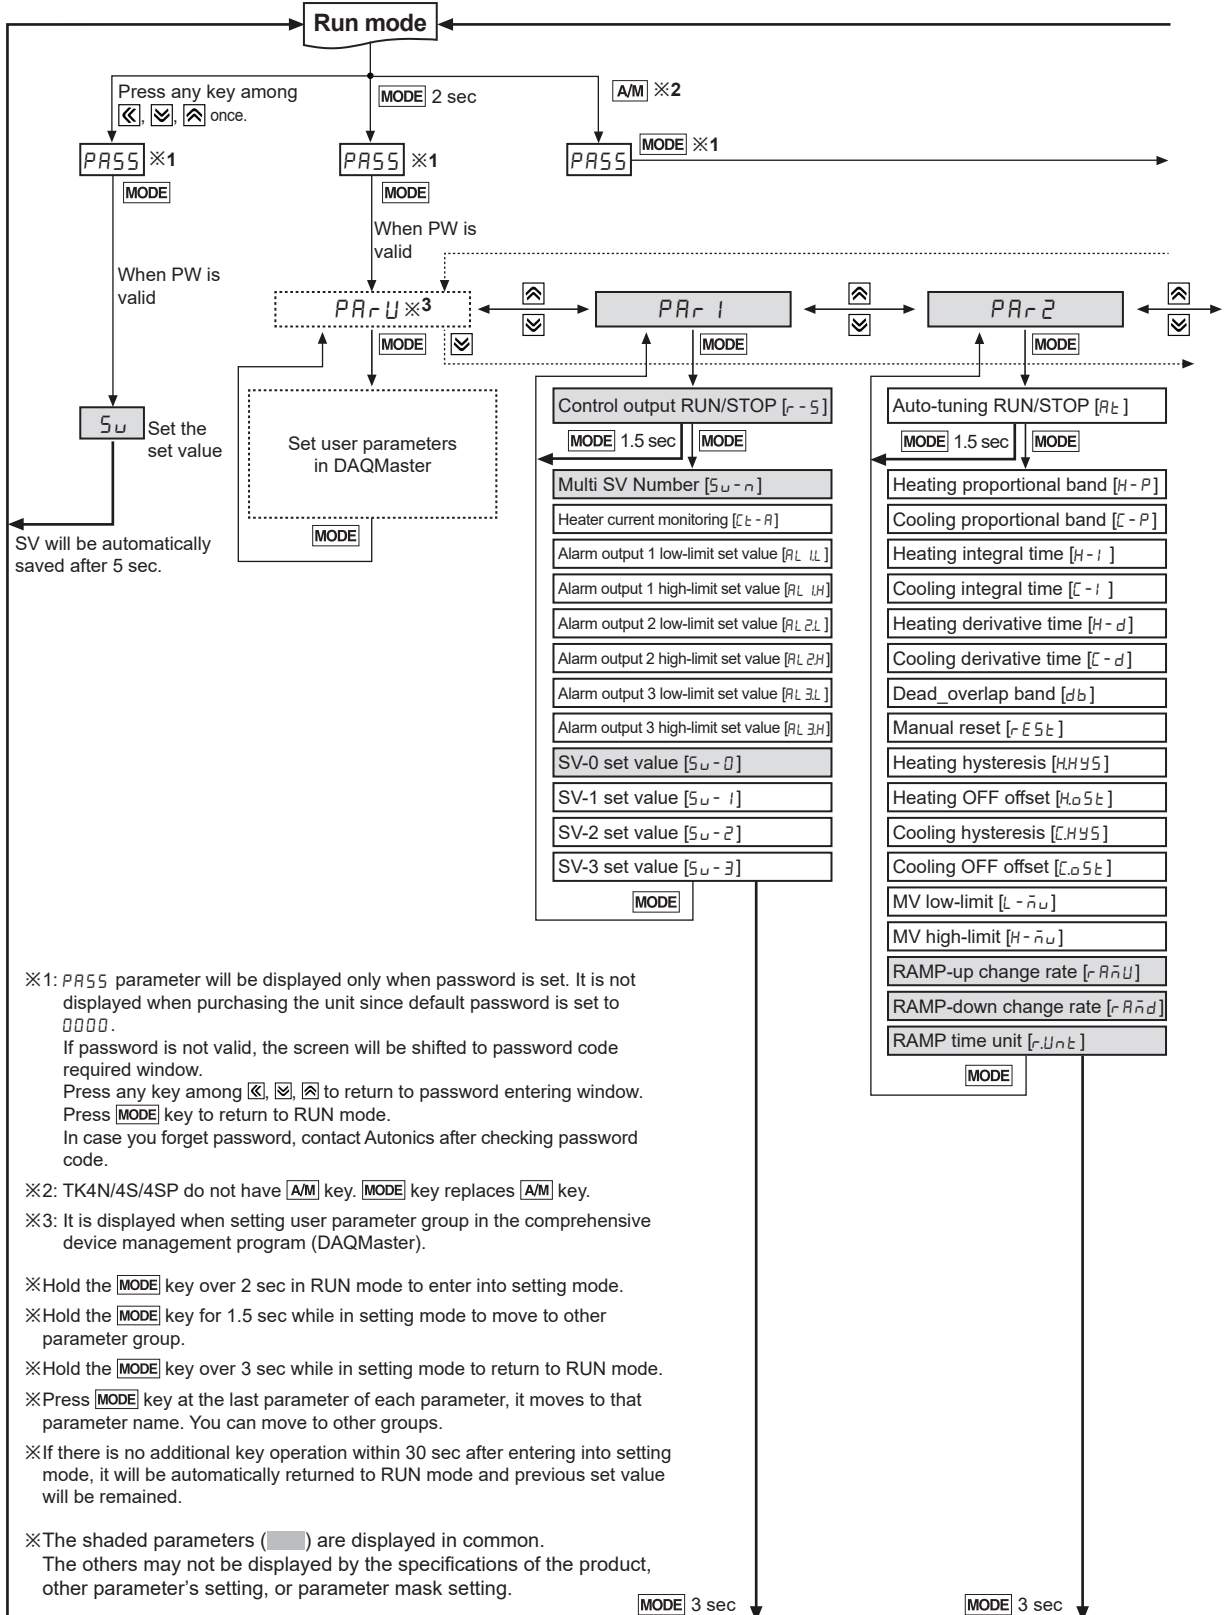 Run mode
Press any key among
, , once.
MODE 2 sec
A/M ※2
PASS ※1
PASS ※1
PASS
MODE ※1
MODE
MODE
When PW is
valid
When PW is
valid
PArU ※3
PAr1
PAr2
MODE
MODE
MODE
Sv
Set the
set value
SV will be automatically
saved after 5 sec.
Set user parameters
in DAQMaster
MODE
Control output RUN/STOP [r-S]
MODE 1.5 sec
MODE
Multi SV Number [Sv-n]
Heater current monitoring [Ct-A]
Alarm output 1 low-limit set value [AL1.L]
Alarm output 1 high-limit set value [AL1.H]
Alarm output 2 low-limit set value [AL2.L]
Alarm output 2 high-limit set value [AL2.H]
Alarm output 3 low-limit set value [AL3.L]
Alarm output 3 high-limit set value [AL3.H]
SV-0 set value [Sv-0]
SV-1 set value [Sv-1]
SV-2 set value [Sv-2]
SV-3 set value [Sv-3]
MODE
Auto-tuning RUN/STOP [At]
MODE 1.5 sec
MODE
Heating proportional band [H-P]
Cooling proportional band [C-P]
Heating integral time [H-I]
Cooling integral time [C-I]
Heating derivative time [H-d]
Cooling derivative time [C-d]
Dead_overlap band [db]
Manual reset [rESt]
Heating hysteresis [H.HYS]
Heating OFF offset [H.oSt]
Cooling hysteresis [C.HYS]
Cooling OFF offset [C.oSt]
MV low-limit [L-mv]
MV high-limit [H-mv]
RAMP-up change rate [rAmU]
RAMP-down change rate [rAmd]
RAMP time unit [r.Unt]
MODE
※1: PASS parameter will be displayed only when password is set. It is not
displayed when purchasing the unit since default password is set to
0000.
If password is not valid, the screen will be shifted to password code
required window.
Press any key among , , to return to password entering window.
Press MODE key to return to RUN mode.
In case you forget password, contact Autonics after checking password
code.
※2: TK4N/4S/4SP do not have A/M key. MODE key replaces A/M key.
※3: It is displayed when setting user parameter group in the comprehensive
device management program (DAQMaster).
※Hold the MODE key over 2 sec in RUN mode to enter into setting mode.
※Hold the MODE key for 1.5 sec while in setting mode to move to other
parameter group.
※Hold the MODE key over 3 sec while in setting mode to return to RUN mode.
※Press MODE key at the last parameter of each parameter, it moves to that
parameter name. You can move to other groups.
※If there is no additional key operation within 30 sec after entering into setting
mode, it will be automatically returned to RUN mode and previous set value
will be remained.
※The shaded parameters ( ) are displayed in common.
The others may not be displayed by the specifications of the product,
other parameter's setting, or parameter mask setting.
MODE 3 sec
MODE 3 sec